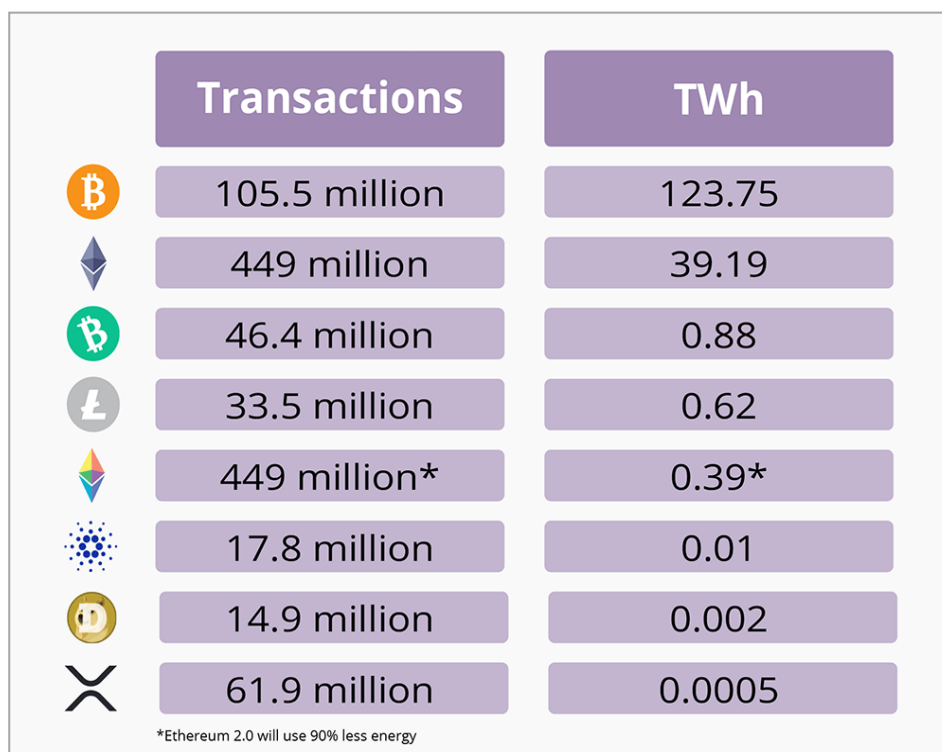 Transactions TWh
105.5 million 123.75
449 million 39.19
46.4 million 0.88
33.5 million 0.62
449 million* 0.39*
17.8 million 0.01
14.9 million 0.002
61.9 million 0.0005
*Ethereum 2.0 will use 90% less energy